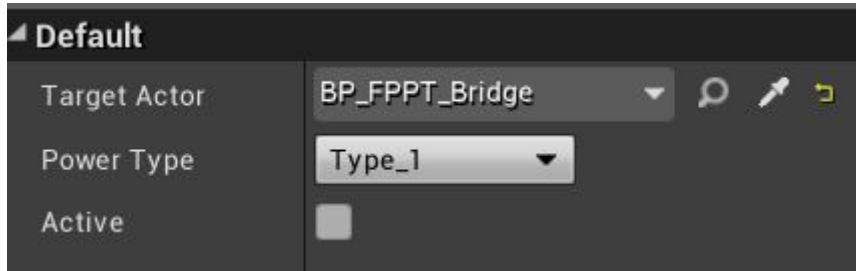 Default
Target Actor BP_FPPT_Bridge
Power Type Type_1
Active